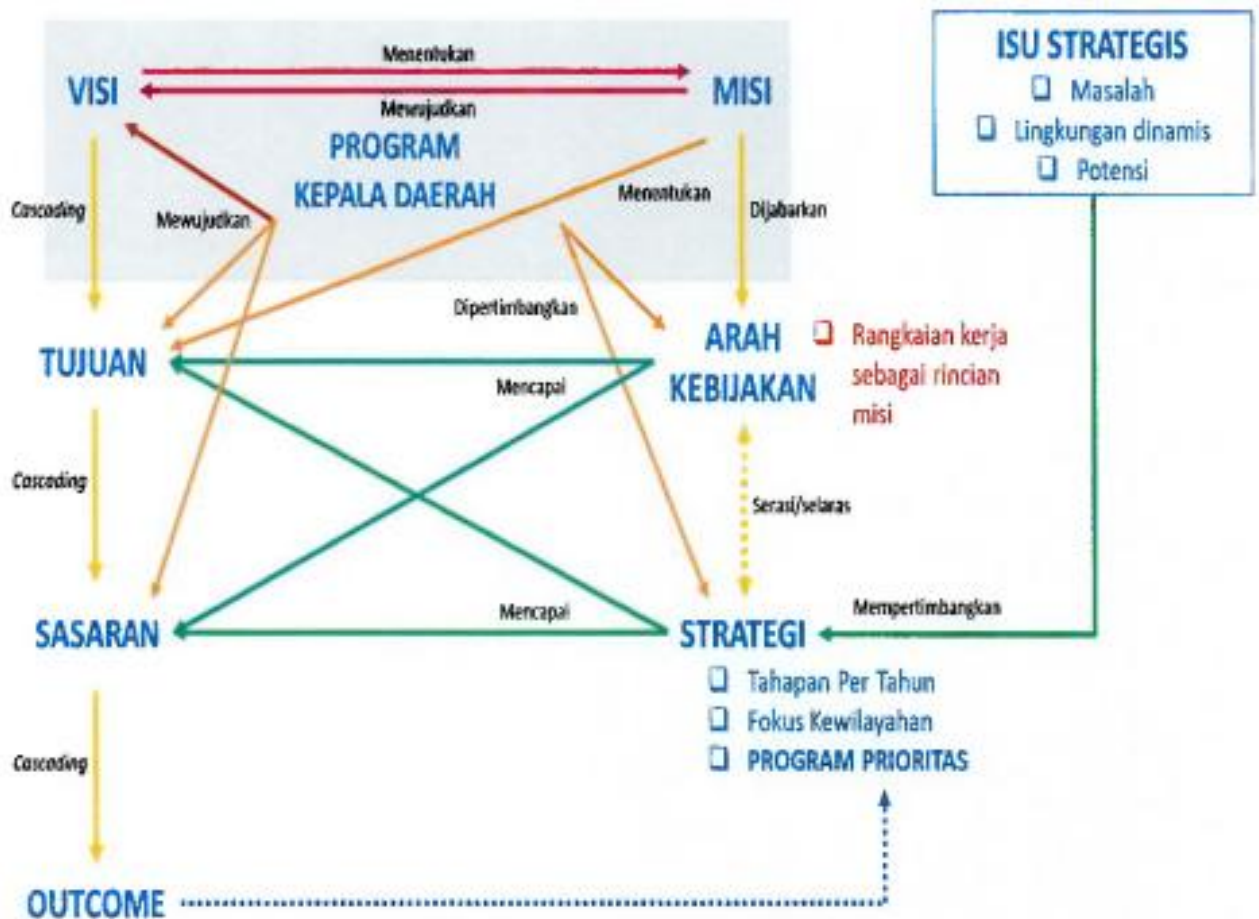 Menentukan
VISI
MISI
Mewujudkan
PROGRAM
KEPALA DAERAH
Cascading
Mewujudkan
Menentukan
Dijabarkan
ISU STRATEGIS
❑ Masalah
❑ Lingkungan dinamis
❑ Potensi
Dipertimbangkan
TUJUAN
ARAH
KEBIJAKAN
❑ Rangkaian kerja
sebagai rincian
misi
Mencapai
Cascading
Serasi/selaras
SASARAN
Mencapai
STRATEGI
Mempertimbangkan
❑ Tahapan Per Tahun
❑ Fokus Kewilayahan
❑ PROGRAM PRIORITAS
Cascading
OUTCOME